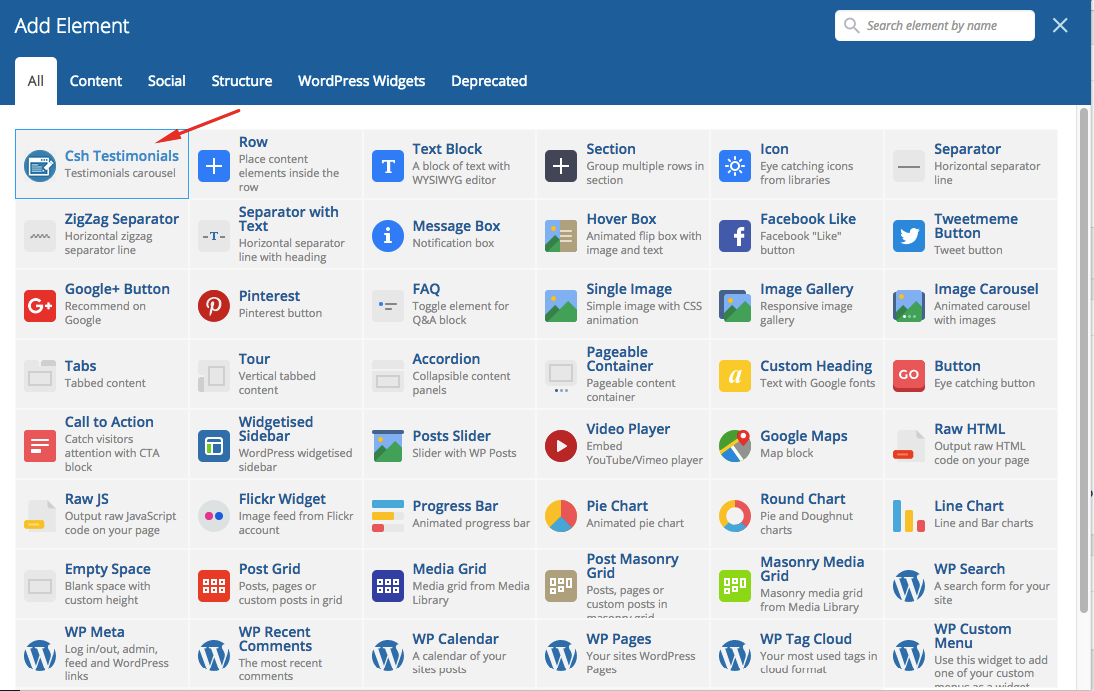 Add Element
Search element by name
All
Content
Social
Structure
WordPress Widgets
Deprecated
Csh Testimonials
Testimonials carousel
Row
Place content
elements inside the
row
Text Block
A block of text with
WYSIWYG editor
Section
Group multiple rows in
section
Icon
Eye catching icons
from libraries
Separator
Horizontal separator
line
ZigZag Separator
Horizontal zigzag
separator line
-T-
Separator with
Text
Horizontal separator
line with heading
Message Box
Notification box
Hover Box
Animated flip box with
image and text
Facebook Like
Facebook "Like"
button
Tweetmeme
Button
Tweet button
G+
Google+ Button
Recommend on
Google
Pinterest
Pinterest button
FAQ
Toggle element for
Q&A block
Single Image
Simple image with CSS
animation
Image Gallery
Responsive image
gallery
Image Carousel
Animated carousel
with images
Tabs
Tabbed content
Tour
Vertical tabbed
content
Accordion
Collapsible content
panels
Pageable
Container
Pageable content
container
a
Custom Heading
Text with Google fonts
GO
Button
Eye catching button
Call to Action
Catch visitors
attention with CTA
block
Widgetised
Sidebar
WordPress widgetised
sidebar
Posts Slider
Slider with WP Posts
Video Player
Embed
YouTube/Vimeo player
Google Maps
Map block
Raw HTML
Output raw HTML
code on your page
Raw JS
Output raw JavaScript
code on your page
Flickr Widget
Image feed from Flickr
account
Progress Bar
Animated progress bar
Pie Chart
Animated pie chart
Round Chart
Pie and Doughnut
charts
Line Chart
Line and Bar charts
Empty Space
Blank space with
custom height
Post Grid
Posts, pages or
custom posts in grid
Media Grid
Media grid from Media
Library
Post Masonry
Grid
Posts, pages or
custom posts in
masonry grid
Masonry Media
Grid
Masonry media grid
from Media Library
WP Search
A search form for your
site
WP Meta
Log in/out, admin,
feed and WordPress
links
WP Recent
Comments
The most recent
comments
WP Calendar
A calendar of your
sites posts
WP Pages
Your sites WordPress
Pages
WP Tag Cloud
Your most used tags in
cloud format
WP Custom
Menu
Use this widget to add
one of your custom
menus as a widget